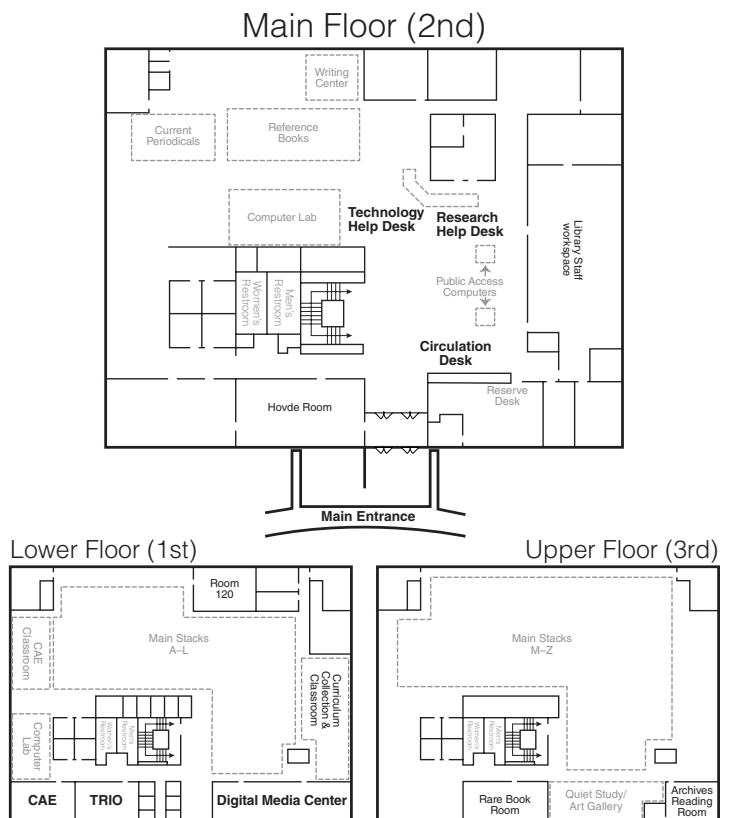 Main Floor (2nd)
Writing
Center
Current
Periodicals
Reference
Books
Computer Lab
Technology
Help Desk
Research
Help Desk
Library Staff
workspace
Women's
Restroom
Men's
Restroom
Public Access
Computers
Circulation
Desk
Reserve
Desk
Hovde Room
Main Entrance
Lower Floor (1st)
Room
120
CAE
Classroom
Main Stacks
A–L
Curriculum
Collection &
Classroom
Computer
Lab
Women's
Restroom
Men's
Restroom
CAE
TRIO
Digital Media Center
Upper Floor (3rd)
Main Stacks
M–Z
Women's
Restroom
Men's
Restroom
Rare Book
Room
Quiet Study/
Art Gallery
Archives
Reading
Room